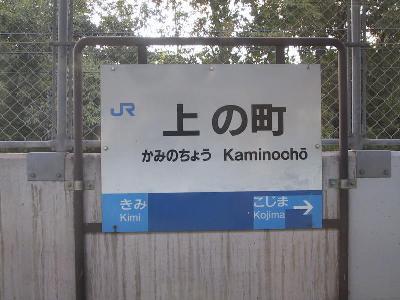 JR
上の町
かみのちょう Kaminochō
きみ こじま
Kimi Kojima →